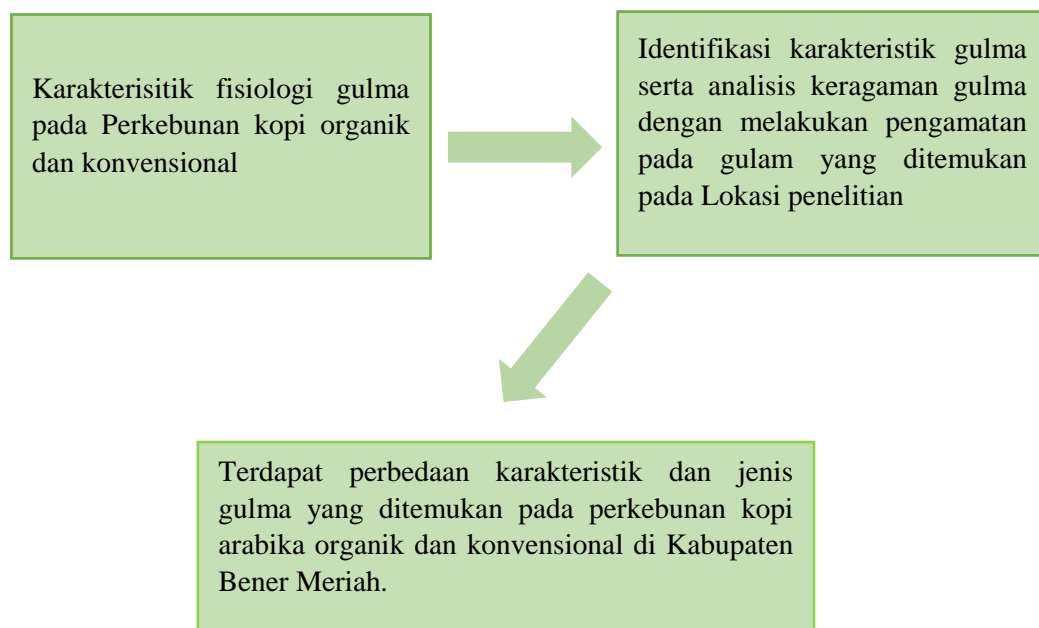 Karakterisitik fisiologi gulma
pada Perkebunan kopi organik
dan konvensional
Identifikasi karakteristik gulma
serta analisis keragaman gulma
dengan melakukan pengamatan
pada gulam yang ditemukan
pada Lokasi penelitian
Terdapat perbedaan karakteristik dan jenis
gulma yang ditemukan pada perkebunan kopi
arabika organik dan konvensional di Kabupaten
Bener Meriah.